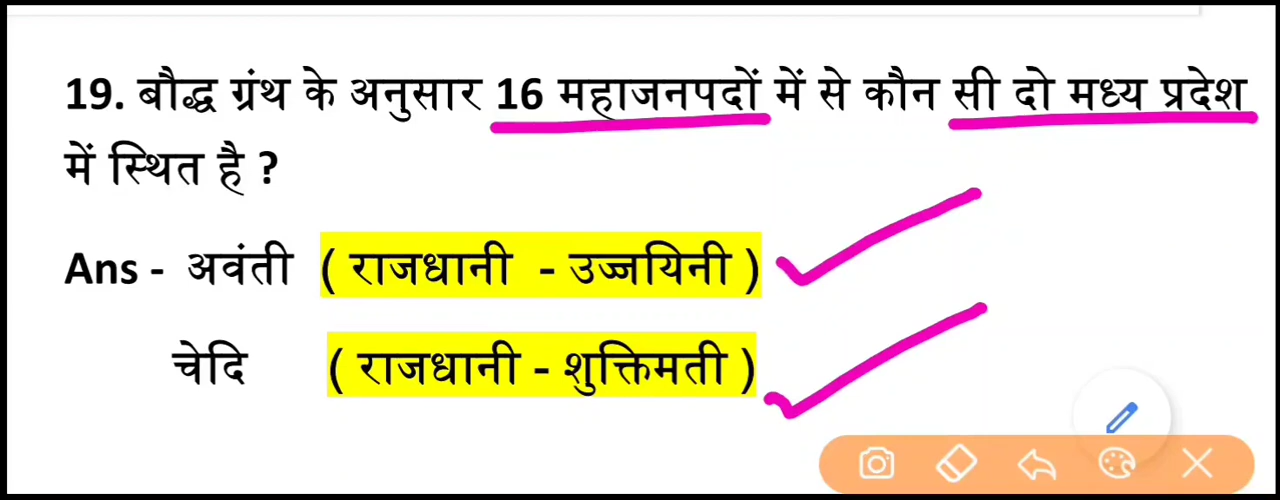 19. बौद्ध ग्रंथ के अनुसार 16 महाजनपदों में से कौन सी दो मध्य प्रदेश
में स्थित है ?
Ans - अवंती ( राजधानी - उज्जयिनी )
चेदि ( राजधानी - शुक्तिमती )